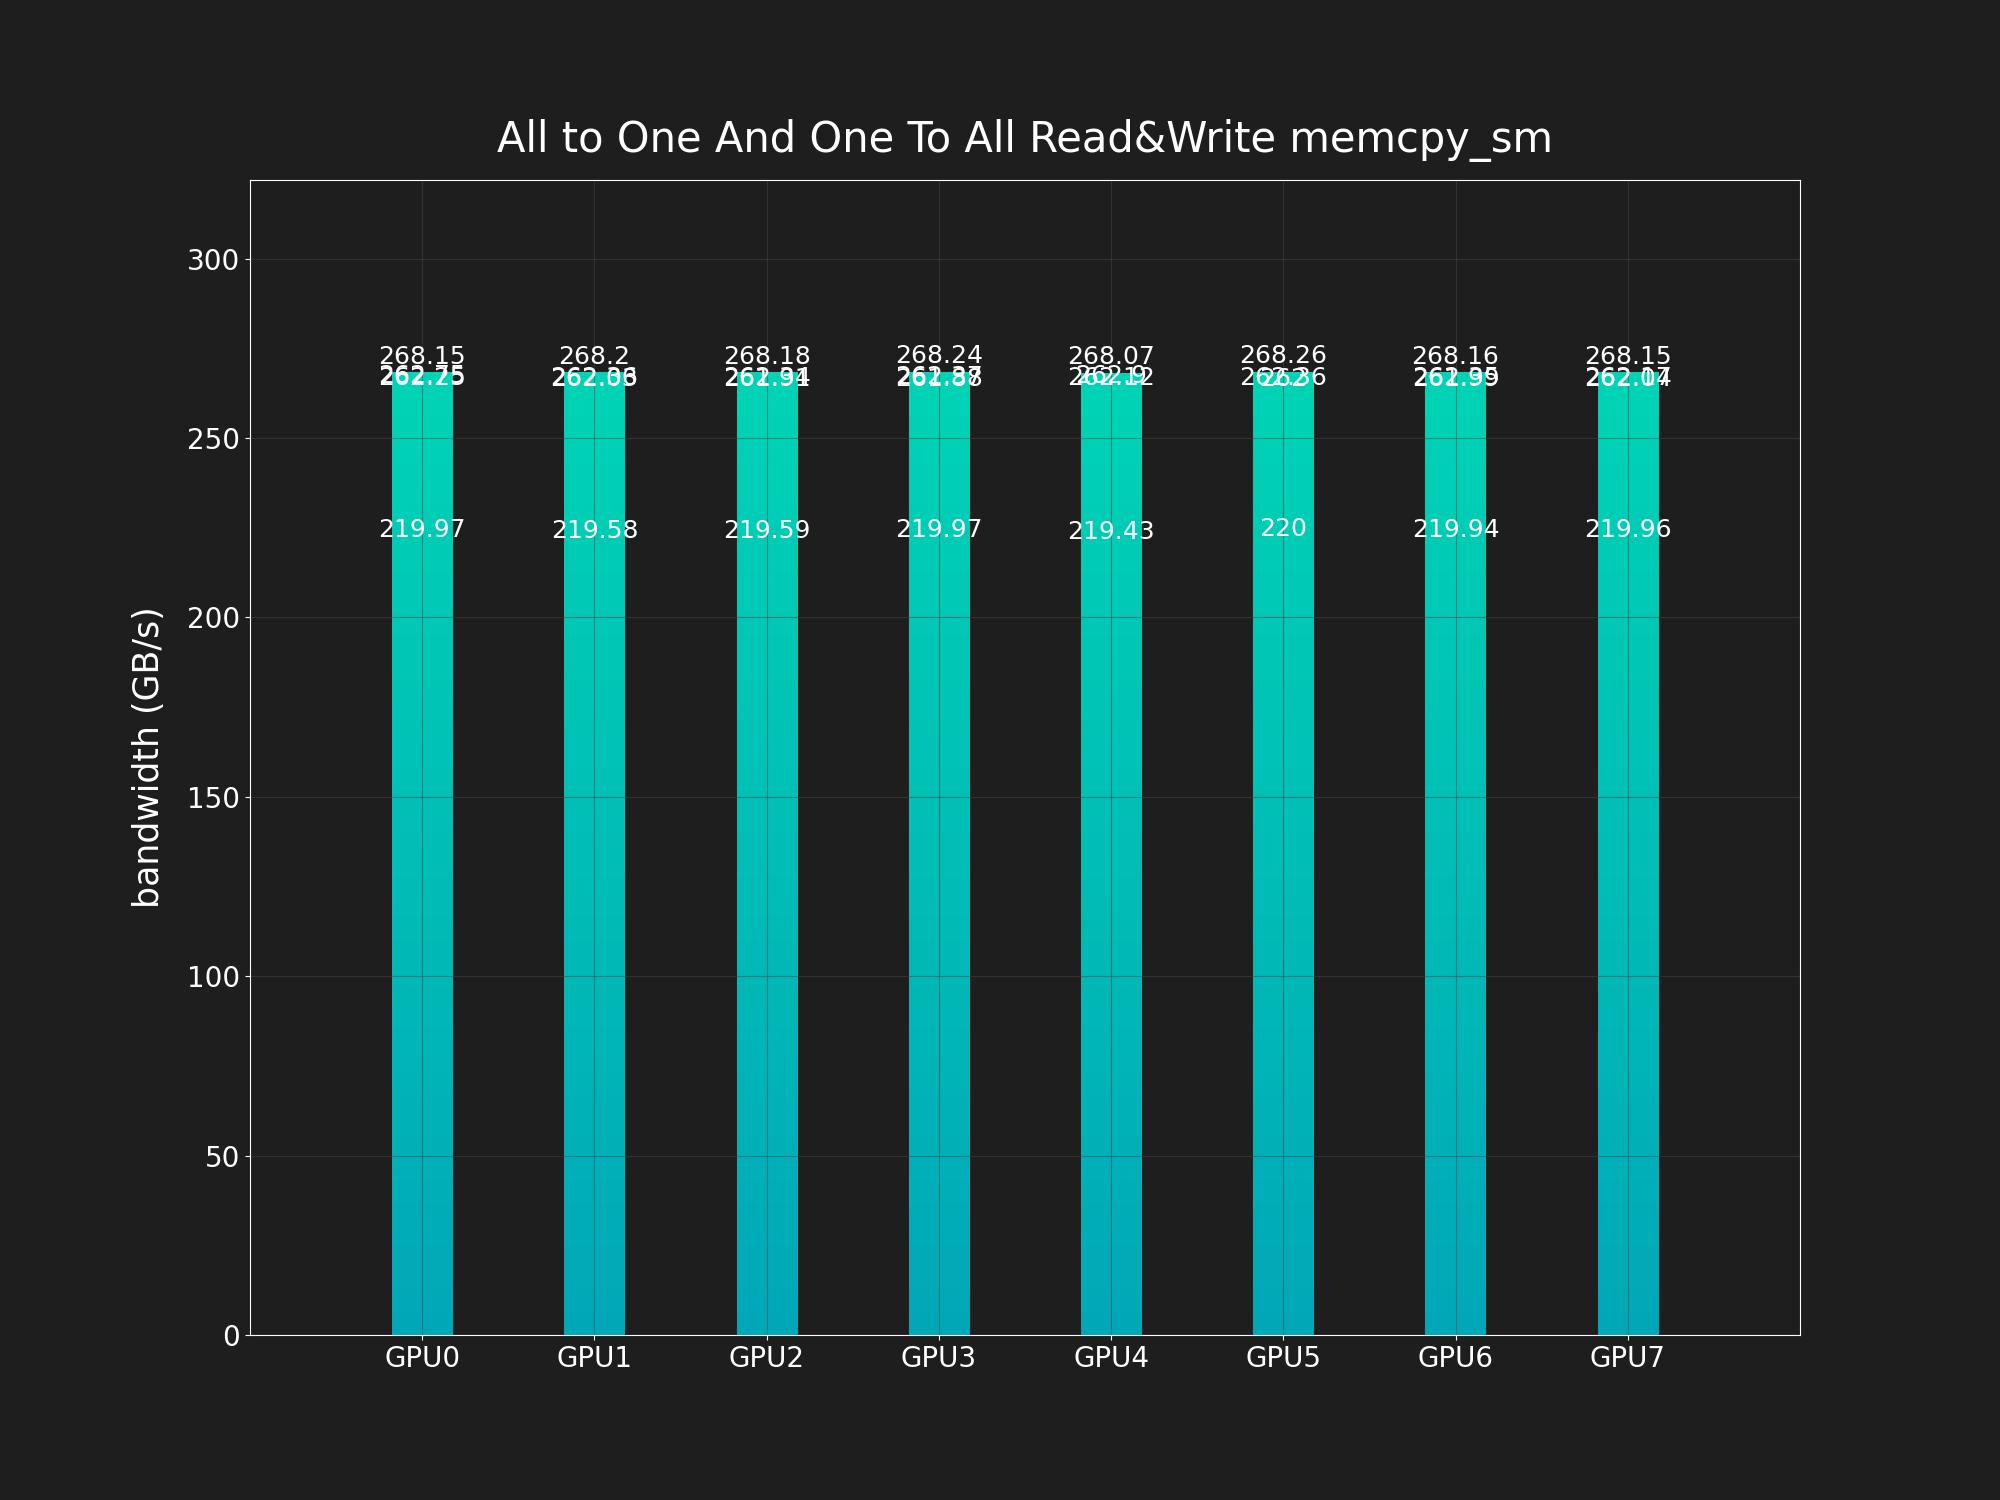 All to One And One To All Read&Write memcpy_sm
bandwidth (GB/s)
300
250
200
150
100
50
0
268.15
268.2
268.18
268.24
268.07
268.26
268.16
268.15
219.97
219.58
219.59
219.97
219.43
220
219.94
219.96
GPU0
GPU1
GPU2
GPU3
GPU4
GPU5
GPU6
GPU7